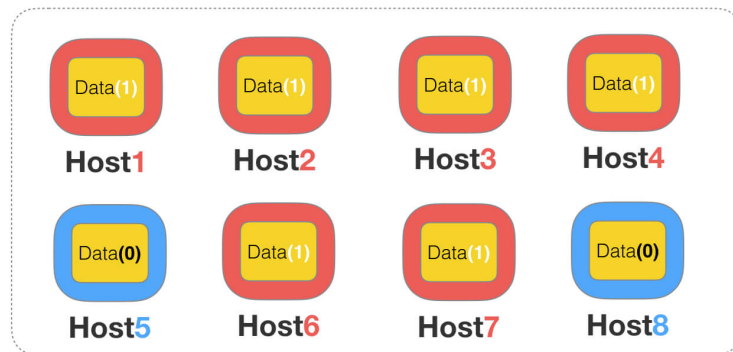 Data(1) Data(1) Data(1) Data(1)
Host1 Host2 Host3 Host4
Data(0) Data(1) Data(1) Data(0)
Host5 Host6 Host7 Host8